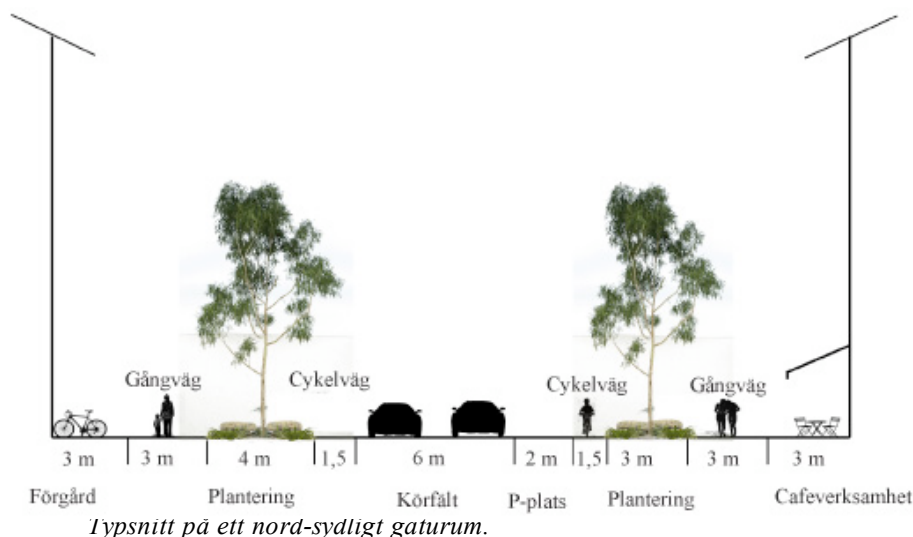 Gångväg Cykelväg Cykelväg Gångväg
3 m 3 m 4 m 1,5 6 m 2 m 1,5 3 m 3 m 3 m
Förgård Plantering Körfält P-plats Plantering Cafeverksamhet
Typsnitt på ett nord-sydligt gaturum.